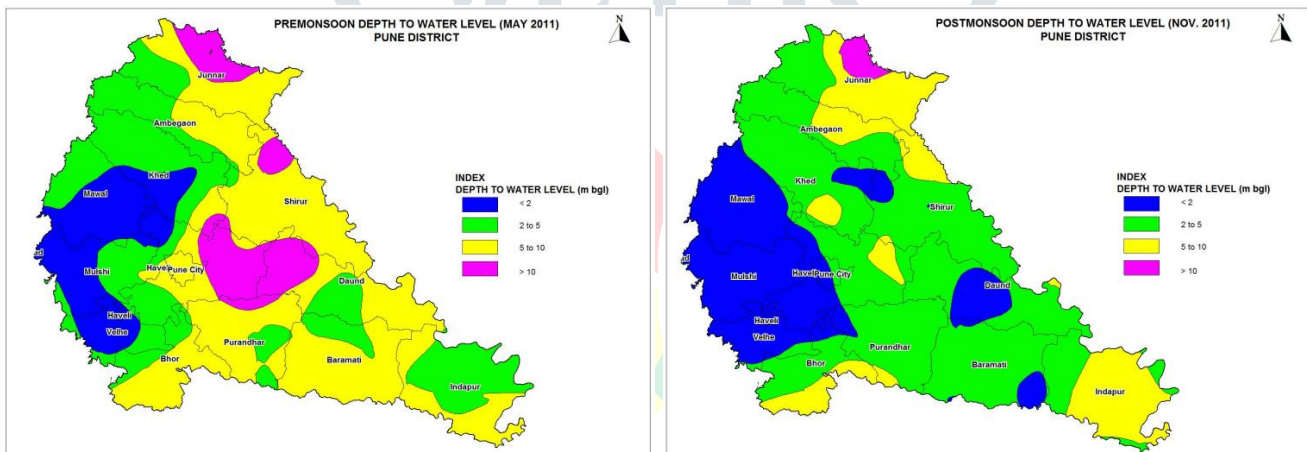 PREMONSOON DEPTH TO WATER LEVEL (MAY 2011)
PUNE DISTRICT
N
Junnar
Ambegaon
Khed
Mawal
Shirur
Mulshi
Haveli
Pune City
Daund
Haveli
Velhe
Purandhar
Bhor
Baramati
Indapur
INDEX
DEPTH TO WATER LEVEL (m bgl)
< 2
2 to 5
5 to 10
> 10
POSTMONSOON DEPTH TO WATER LEVEL (NOV. 2011)
PUNE DISTRICT
N
Junnar
Ambegaon
Khed
Mawal
Shirur
Mulshi
Pune City
Daund
Haveli
Velhe
Purandhar
Bhor
Baramati
Indapur
INDEX
DEPTH TO WATER LEVEL (m bgl)
< 2
2 to 5
5 to 10
> 10